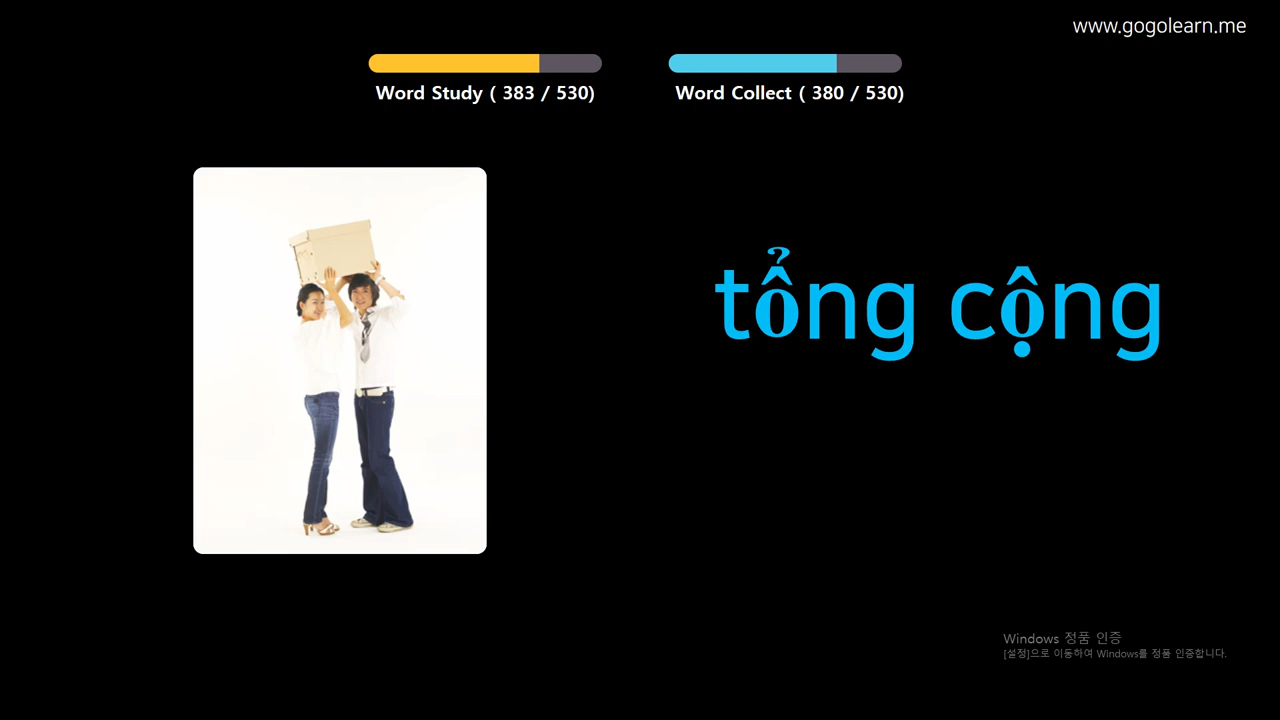 www.gogolearn.me
Word Study ( 383 / 530)
Word Collect ( 380 / 530)
tổng cộng
Windows 정품 인증
[설정]으로 이동하여 Windows를 정품 인증합니다.